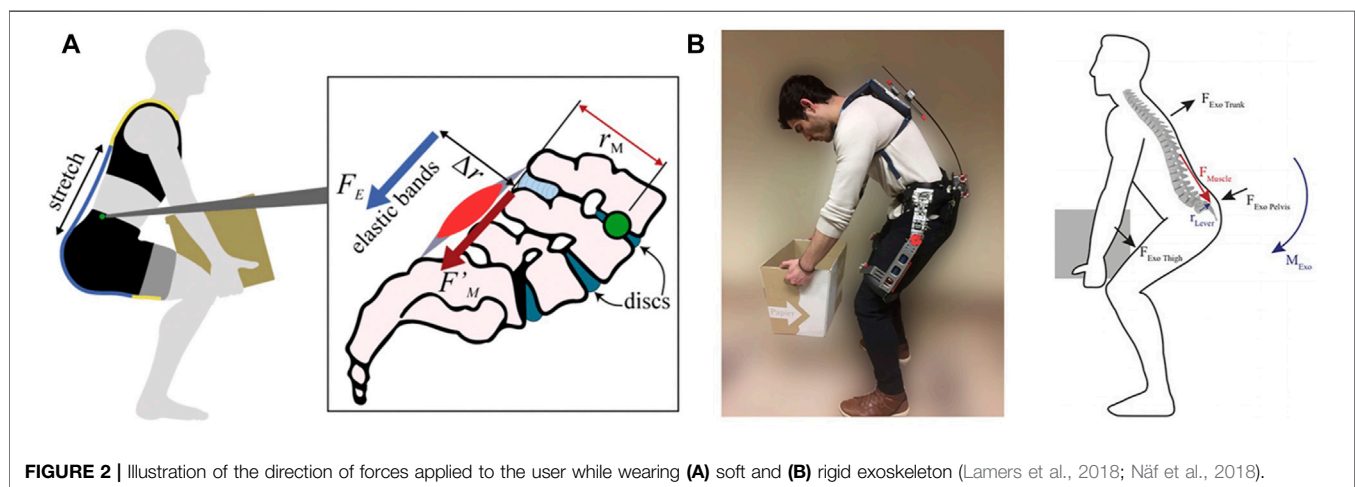 A
stretch
F_E
elastic bands
Δr
r_M
F'_M
discs
B
Papier
F_Exo Trunk
F_Muscle
F_Exo Pelvis
r_Lever
F_Exo Thigh
M_Exo
FIGURE 2 | Illustration of the direction of forces applied to the user while wearing (A) soft and (B) rigid exoskeleton (Lamers et al., 2018; Näf et al., 2018).